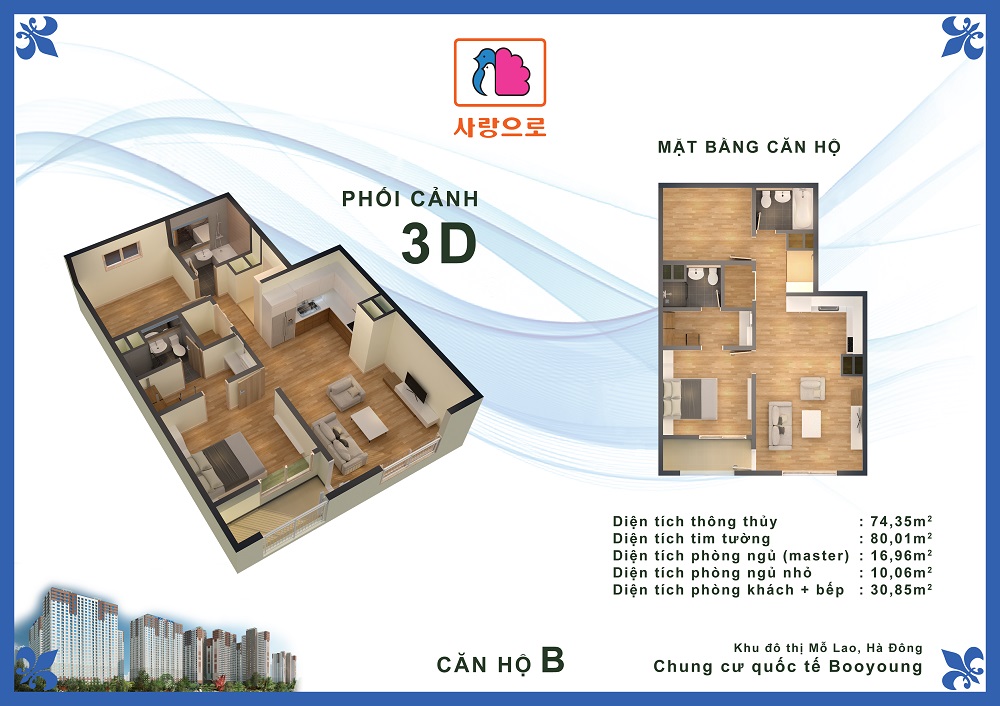 사랑으로
MẶT BẰNG CĂN HỘ
PHỐI CẢNH
3D
Diện tích thông thủy : 74,35m²
Diện tích tim tường : 80,01m²
Diện tích phòng ngủ (master) : 16,96m²
Diện tích phòng ngủ nhỏ : 10,06m²
Diện tích phòng khách + bếp : 30,85m²
CĂN HỘ B
Khu đô thị Mỗ Lao, Hà Đông
Chung cư quốc tế Booyoung